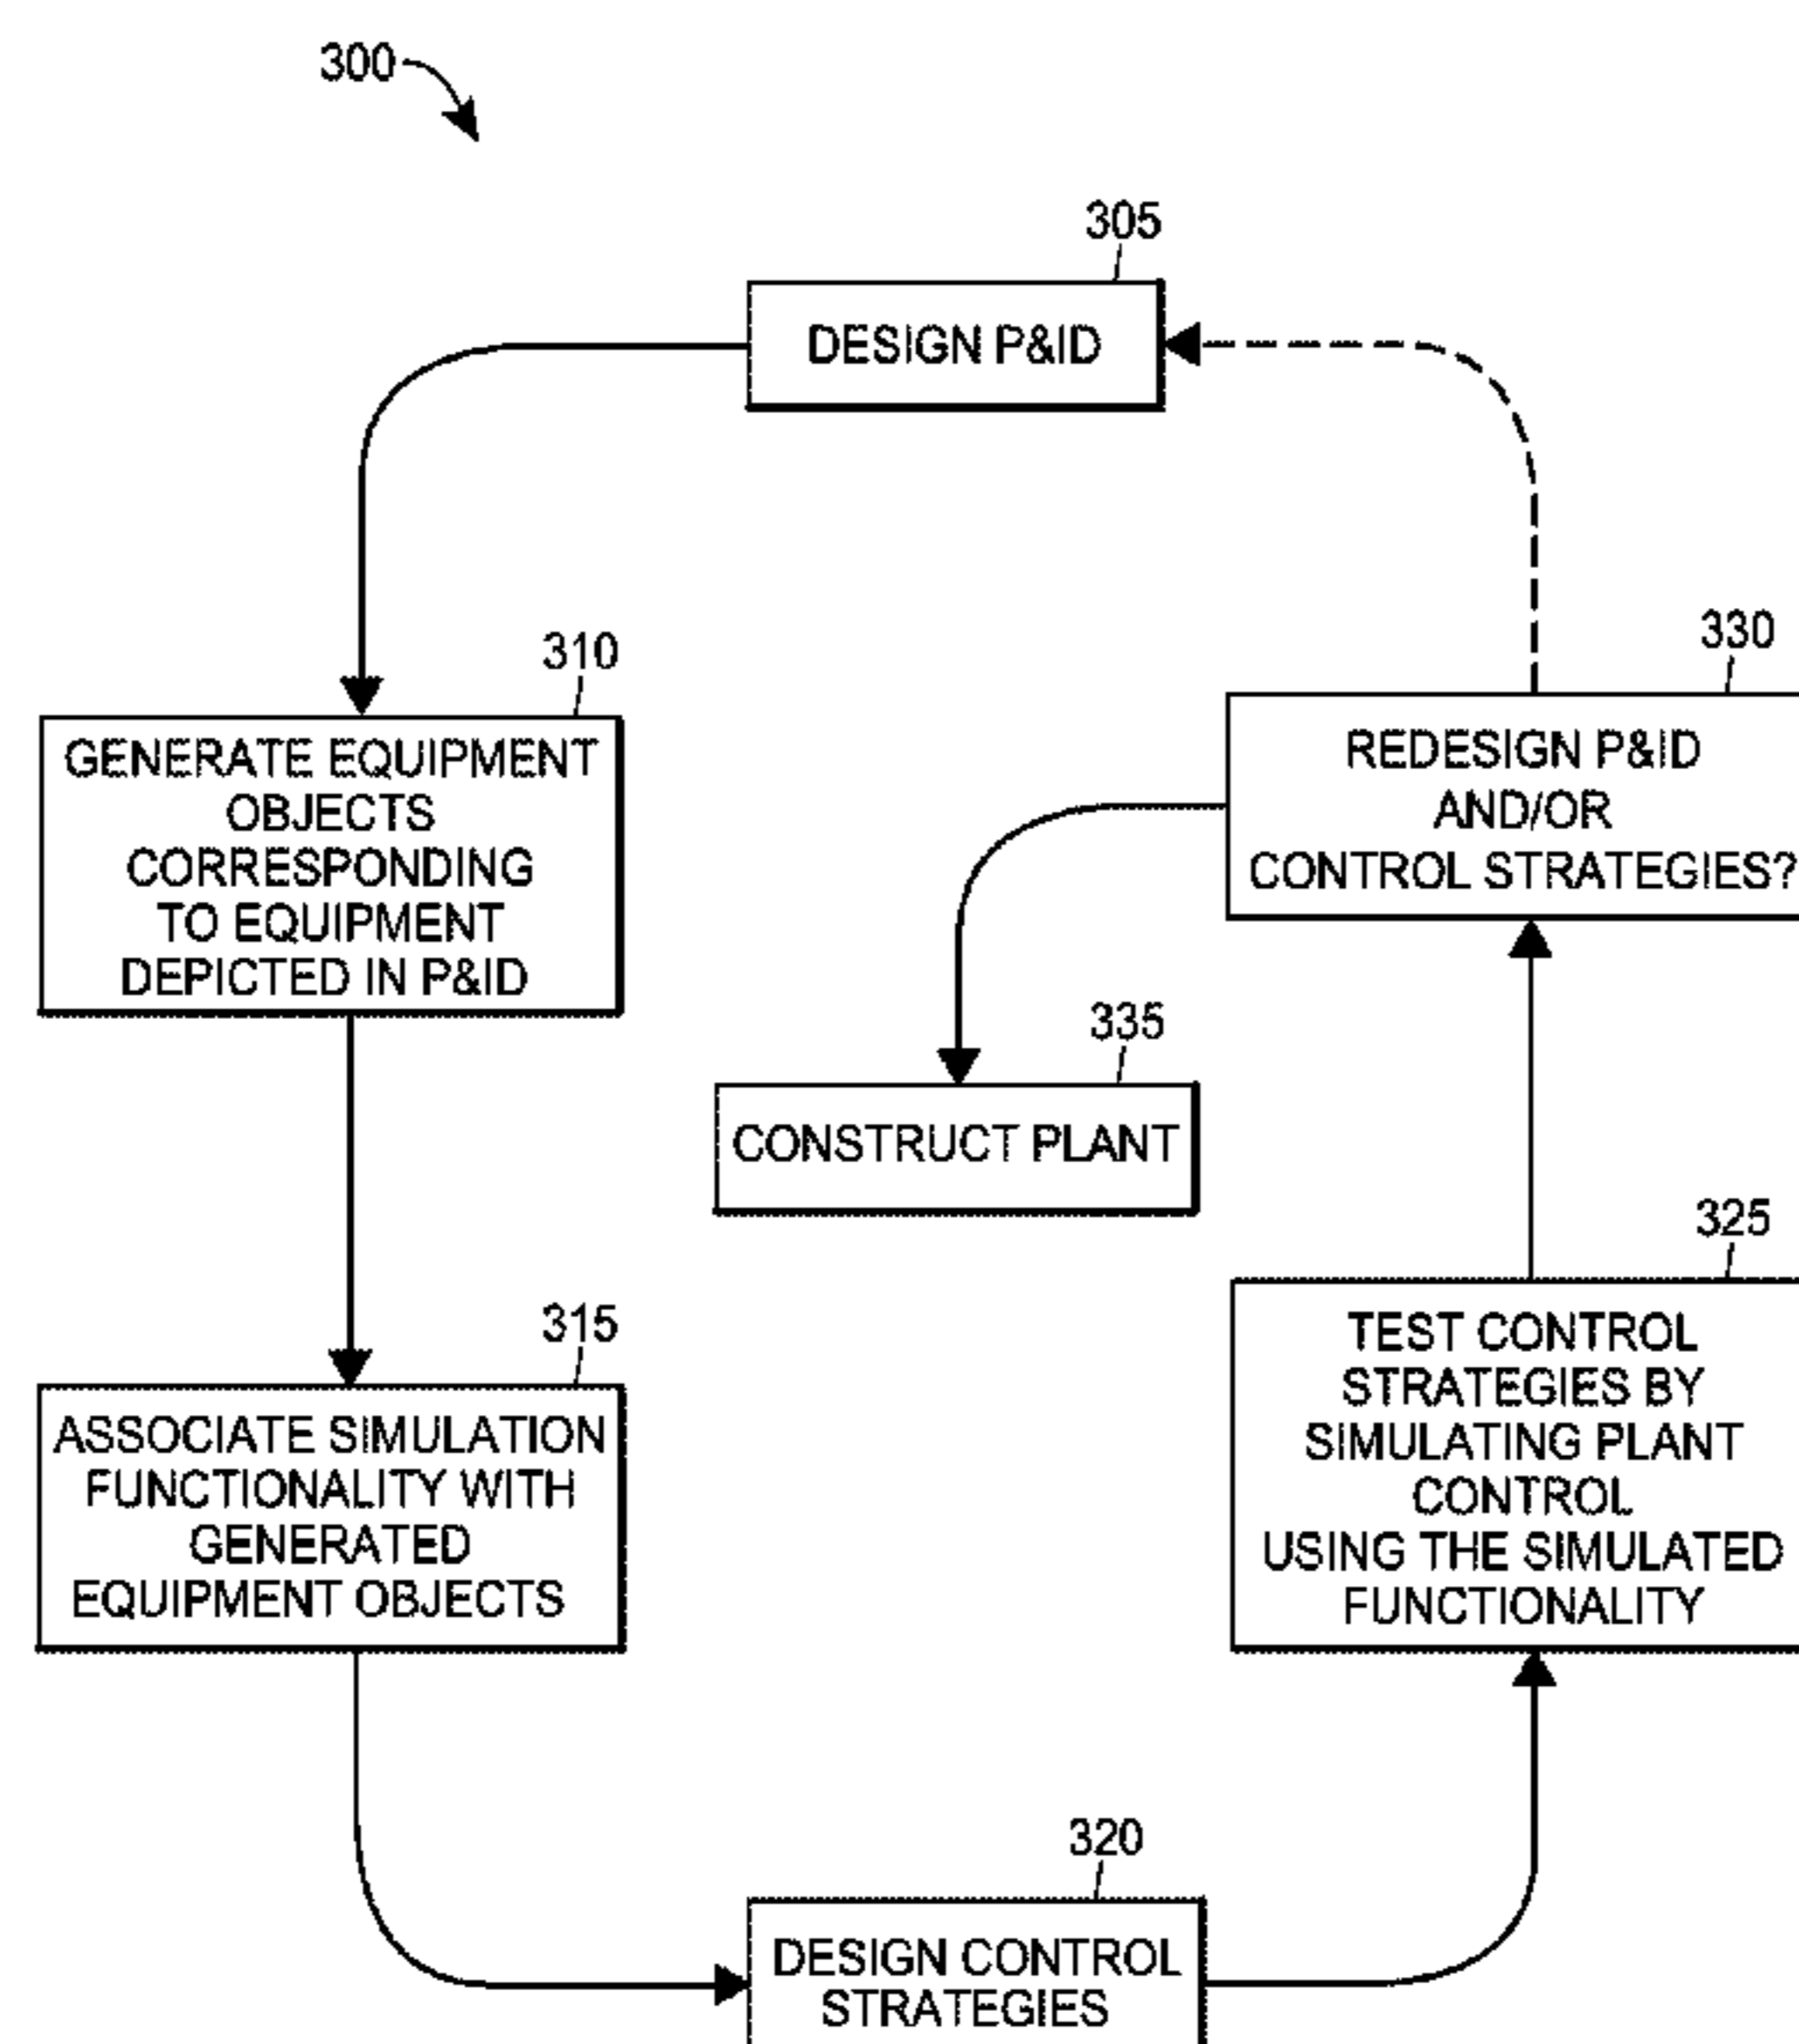 300
305
DESIGN P&ID
310
GENERATE EQUIPMENT
OBJECTS
CORRESPONDING
TO EQUIPMENT
DEPICTED IN P&ID
330
REDESIGN P&ID
AND/OR
CONTROL STRATEGIES?
335
CONSTRUCT PLANT
315
ASSOCIATE SIMULATION
FUNCTIONALITY WITH
GENERATED
EQUIPMENT OBJECTS
325
TEST CONTROL
STRATEGIES BY
SIMULATING PLANT
CONTROL
USING THE SIMULATED
FUNCTIONALITY
320
DESIGN CONTROL
STRATEGIES